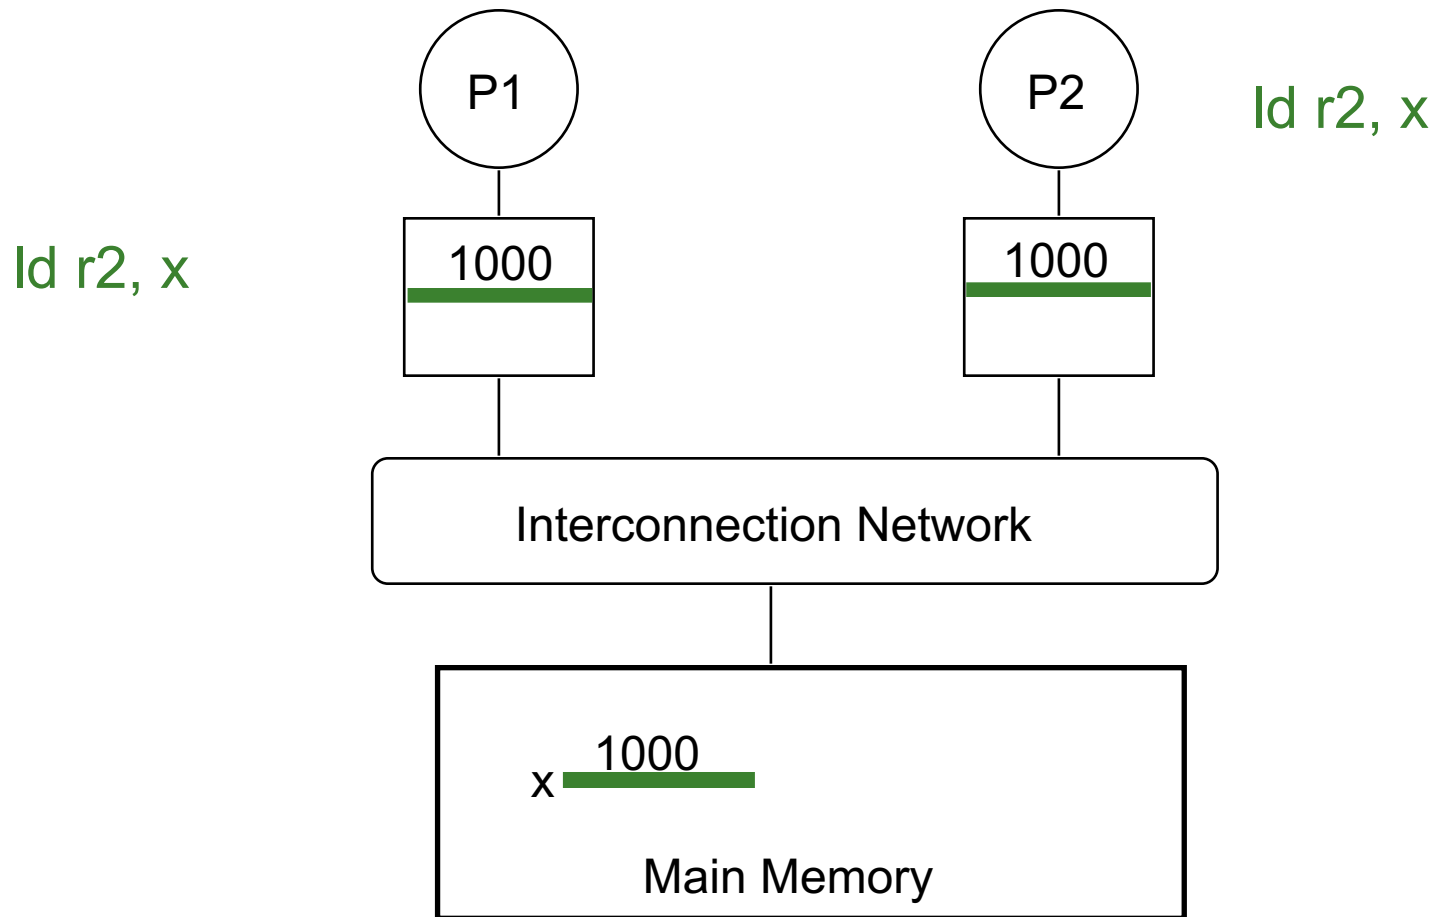 P1
P2
ld r2, x
1000
1000
ld r2, x
Interconnection Network
1000
x
Main Memory